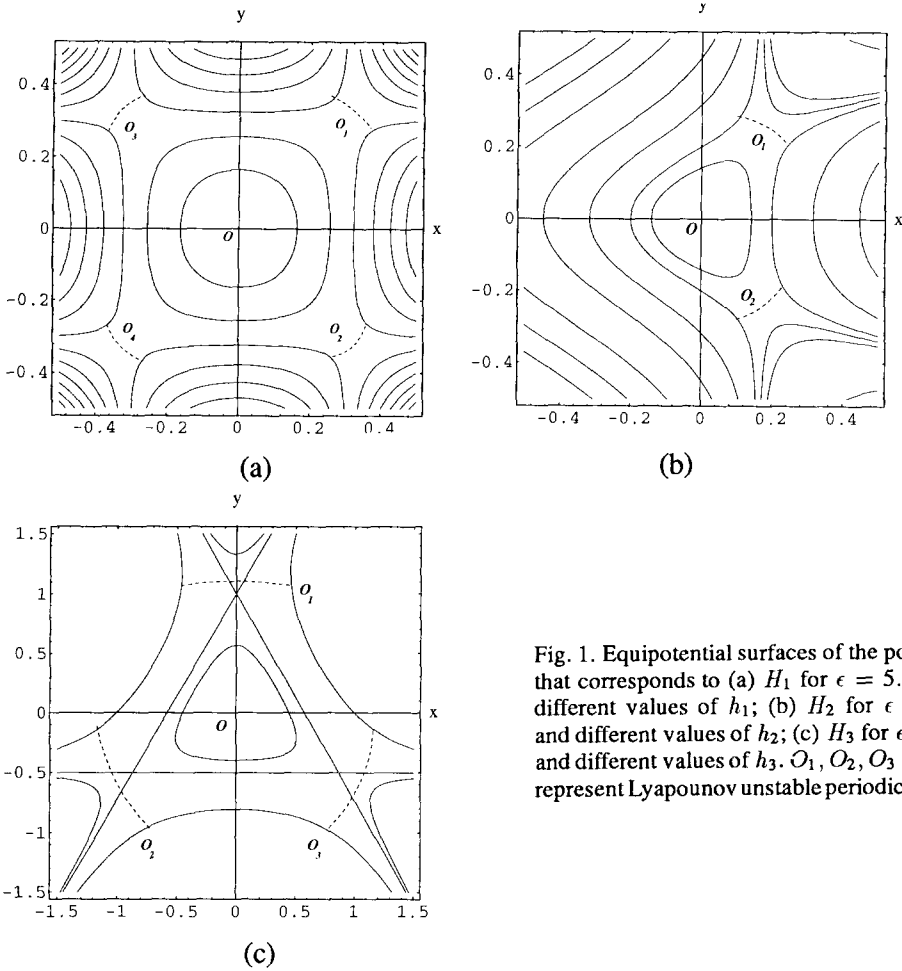 y
0.4
0.2
0
-0.2
-0.4
-0.4 -0.2 0 0.2 0.4
x
O
O1
O2
O3
O4
(a)
y
0.4
0.2
0
-0.2
-0.4
-0.4 -0.2 0 0.2 0.4
x
O
O1
O2
(b)
y
1.5
1
0.5
0
-0.5
-1
-1.5
-1.5 -1 -0.5 0 0.5 1 1.5
x
O
O1
O2
O3
(c)
Fig. 1. Equipotential surfaces of the po
that corresponds to (a) H1 for ϵ = 5.
different values of h1; (b) H2 for ϵ
and different values of h2; (c) H3 for ϵ
and different values of h3. O1, O2, O3
represent Lyapounov unstable periodic